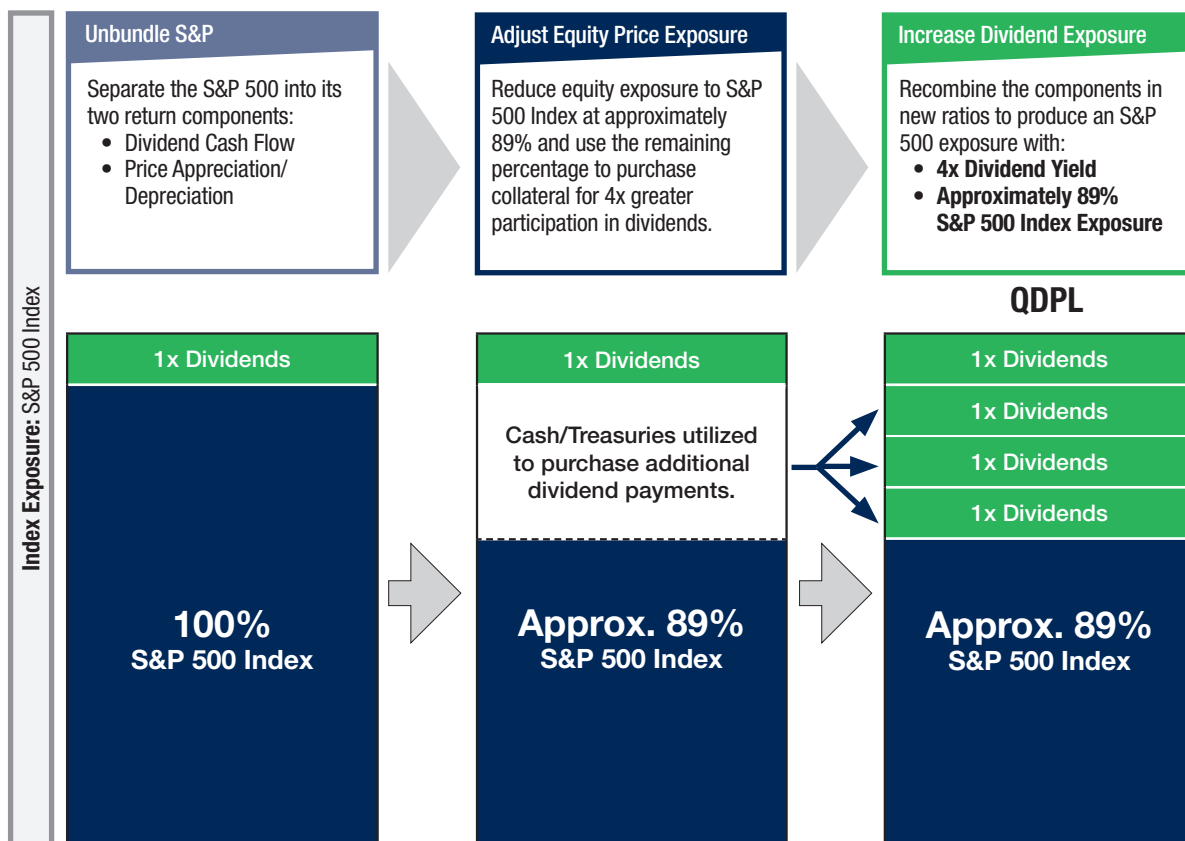 Unbundle S&P
Separate the S&P 500 into its
two return components:
• Dividend Cash Flow
• Price Appreciation/
Depreciation
Adjust Equity Price Exposure
Reduce equity exposure to S&P
500 Index at approximately
89% and use the remaining
percentage to purchase
collateral for 4x greater
participation in dividends.
Increase Dividend Exposure
Recombine the components in
new ratios to produce an S&P
500 exposure with:
• 4x Dividend Yield
• Approximately 89%
S&P 500 Index Exposure
Index Exposure: S&P 500 Index
QDPL
1x Dividends
100%
S&P 500 Index
1x Dividends
Cash/Treasuries utilized
to purchase additional
dividend payments.
Approx. 89%
S&P 500 Index
1x Dividends
1x Dividends
1x Dividends
1x Dividends
Approx. 89%
S&P 500 Index